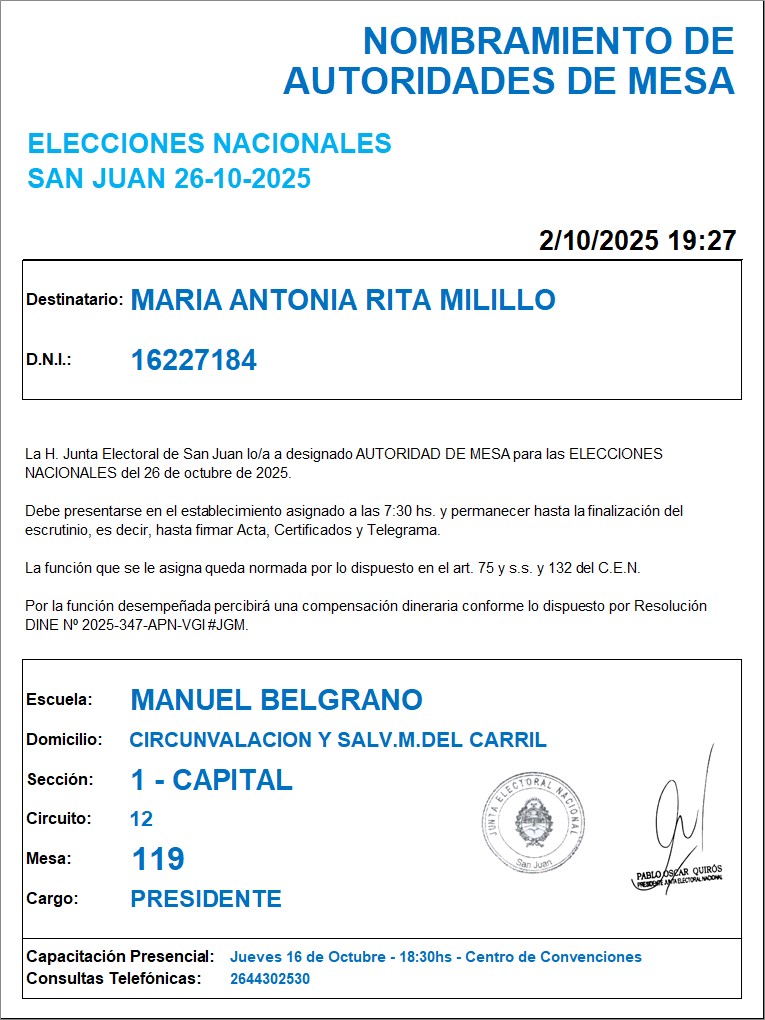 NOMBRAMIENTO DE
AUTORIDADES DE MESA
ELECCIONES NACIONALES
SAN JUAN 26-10-2025
2/10/2025 19:27
Destinatario: MARIA ANTONIA RITA MILILLO
D.N.I.: 16227184
La H. Junta Electoral de San Juan lo/a a designado AUTORIDAD DE MESA para las ELECCIONES
NACIONALES del 26 de octubre de 2025.
Debe presentarse en el establecimiento asignado a las 7:30 hs. y permanecer hasta la finalización del
escrutinio, es decir, hasta firmar Acta, Certificados y Telegrama.
La función que se le asigna queda normada por lo dispuesto en el art. 75 y s.s. y 132 del C.E.N.
Por la función desempeñada percibirá una compensación dineraria conforme lo dispuesto por Resolución
DINE Nº 2025-347-APN-VGI#JGM.
Escuela: MANUEL BELGRANO
Domicilio: CIRCUNVALACION Y SALV.M.DEL CARRIL
Sección: 1 - CAPITAL
Circuito: 12
Mesa: 119
Cargo: PRESIDENTE
JUNTA ELECTORAL NACIONAL
San Juan
PABLO OSCAR QUIRÓS
PRESIDENTE JUNTA ELECTORAL NACIONAL
Capacitación Presencial: Jueves 16 de Octubre - 18:30hs - Centro de Convenciones
Consultas Telefónicas: 2644302530